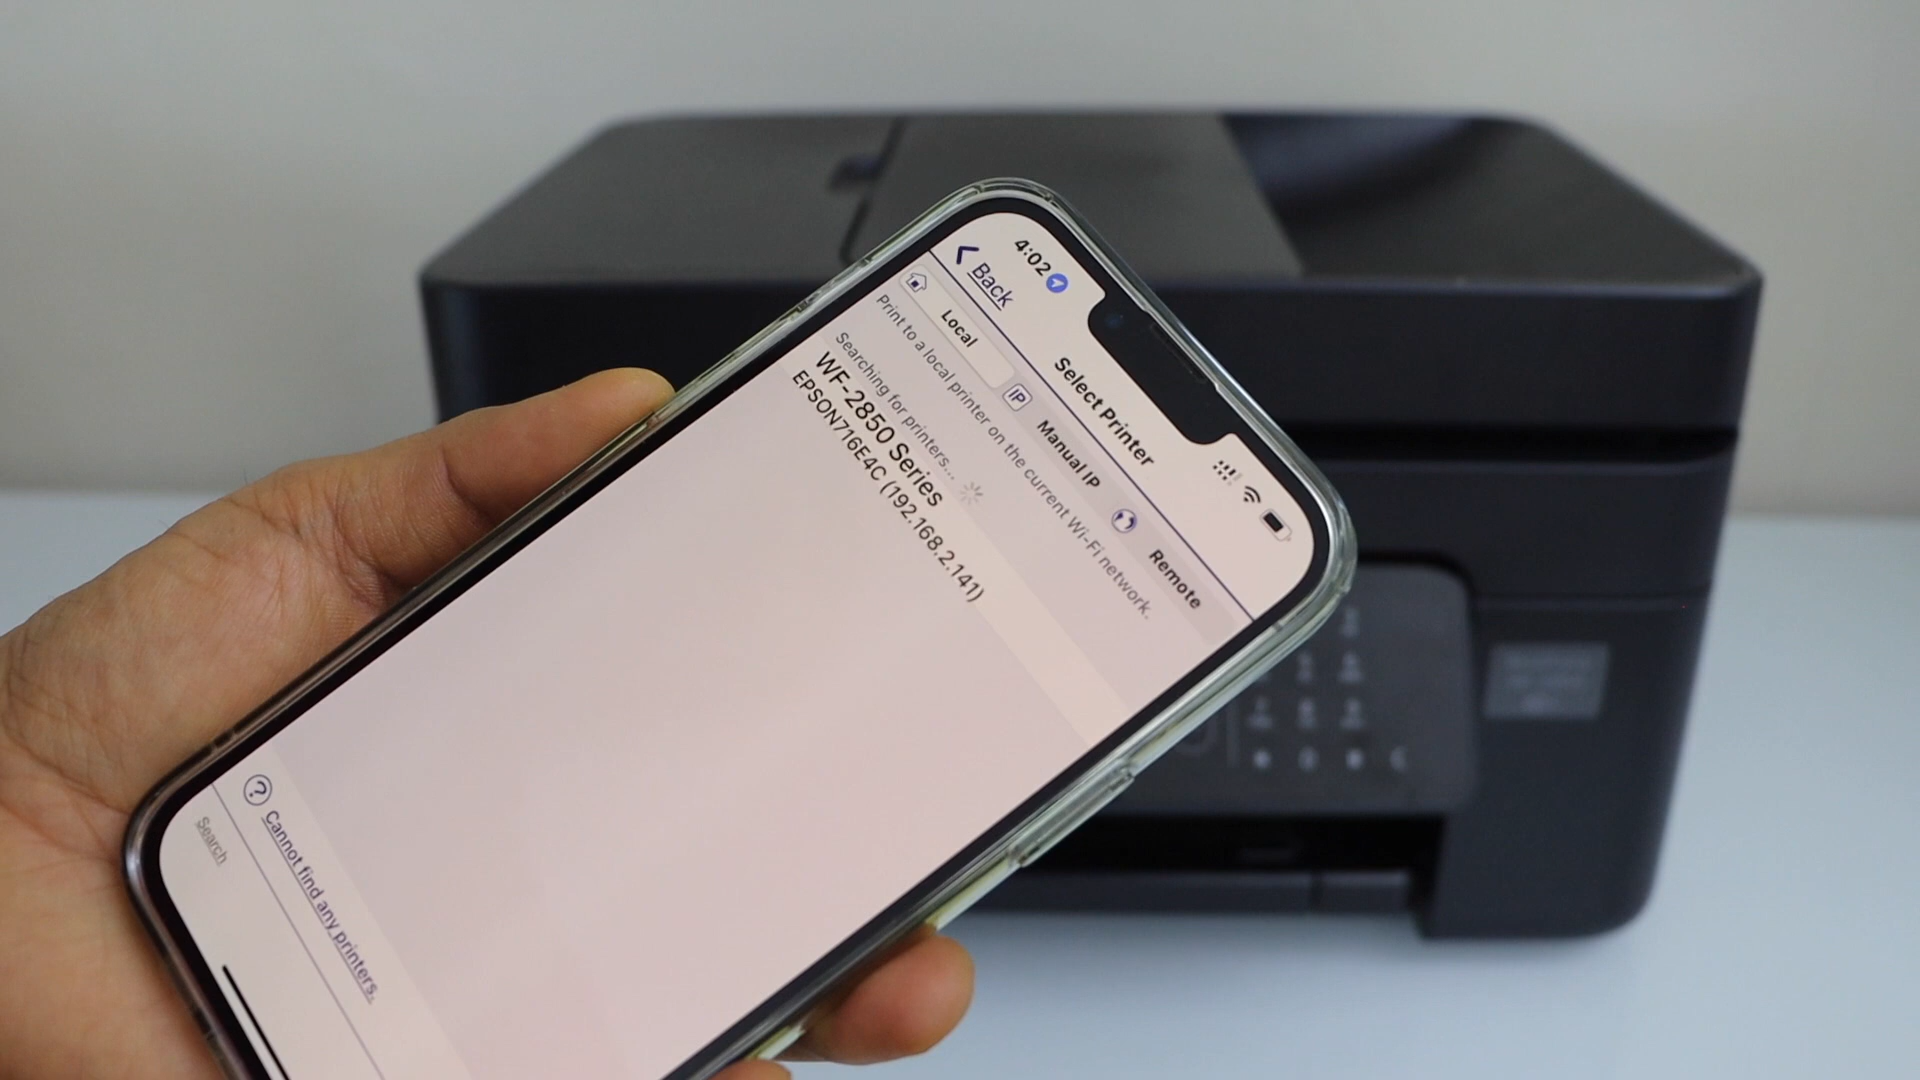 4:02
Back
Select Printer
Local
IP
Manual IP
Remote
Print to a local printer on the current Wi-Fi network.
Searching for printers...
WF-2850 Series
EPSON716E4C (192.168.2.141)
? Cannot find any printers.
Search